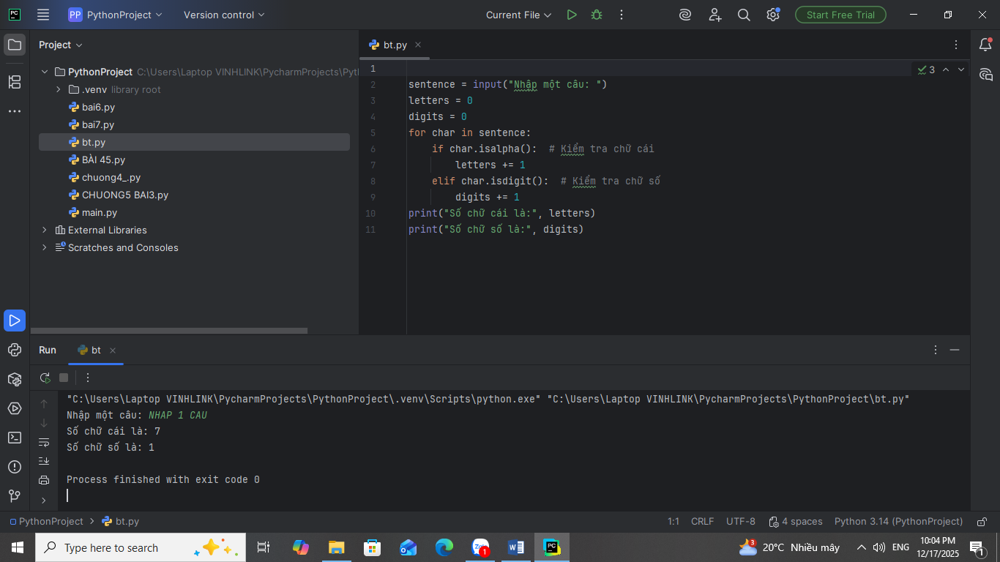 PC
PP PythonProject
Version control
Current File
Start Free Trial
Project
PythonProject C:\Users\Laptop VINHLINK\PycharmProjects\Pyt
.venv library root
bai6.py
bai7.py
bt.py
BÀI 45.py
chuong4_.py
CHUONG5 BAI3.py
main.py
External Libraries
Scratches and Consoles
bt.py
3
1
2 sentence = input("Nhập một câu: ")
3 letters = 0
4 digits = 0
5 for char in sentence:
6 if char.isalpha():  # Kiểm tra chữ cái
7 letters += 1
8 elif char.isdigit():  # Kiểm tra chữ số
9 digits += 1
10 print("Số chữ cái là:", letters)
11 print("Số chữ số là:", digits)
Run bt
"C:\Users\Laptop VINHLINK\PycharmProjects\PythonProject\.venv\Scripts\python.exe" "C:\Users\Laptop VINHLINK\PycharmProjects\PythonProject\bt.py"
Nhập một câu: NHAP 1 CAU
Số chữ cái là: 7
Số chữ số là: 1
Process finished with exit code 0
PythonProject > bt.py
1:1 CRLF UTF-8 4 spaces Python 3.14 (PythonProject)
Type here to search
1
W
PC
3
20°C Nhiều mây
ENG
10:04 PM
12/17/2025
1